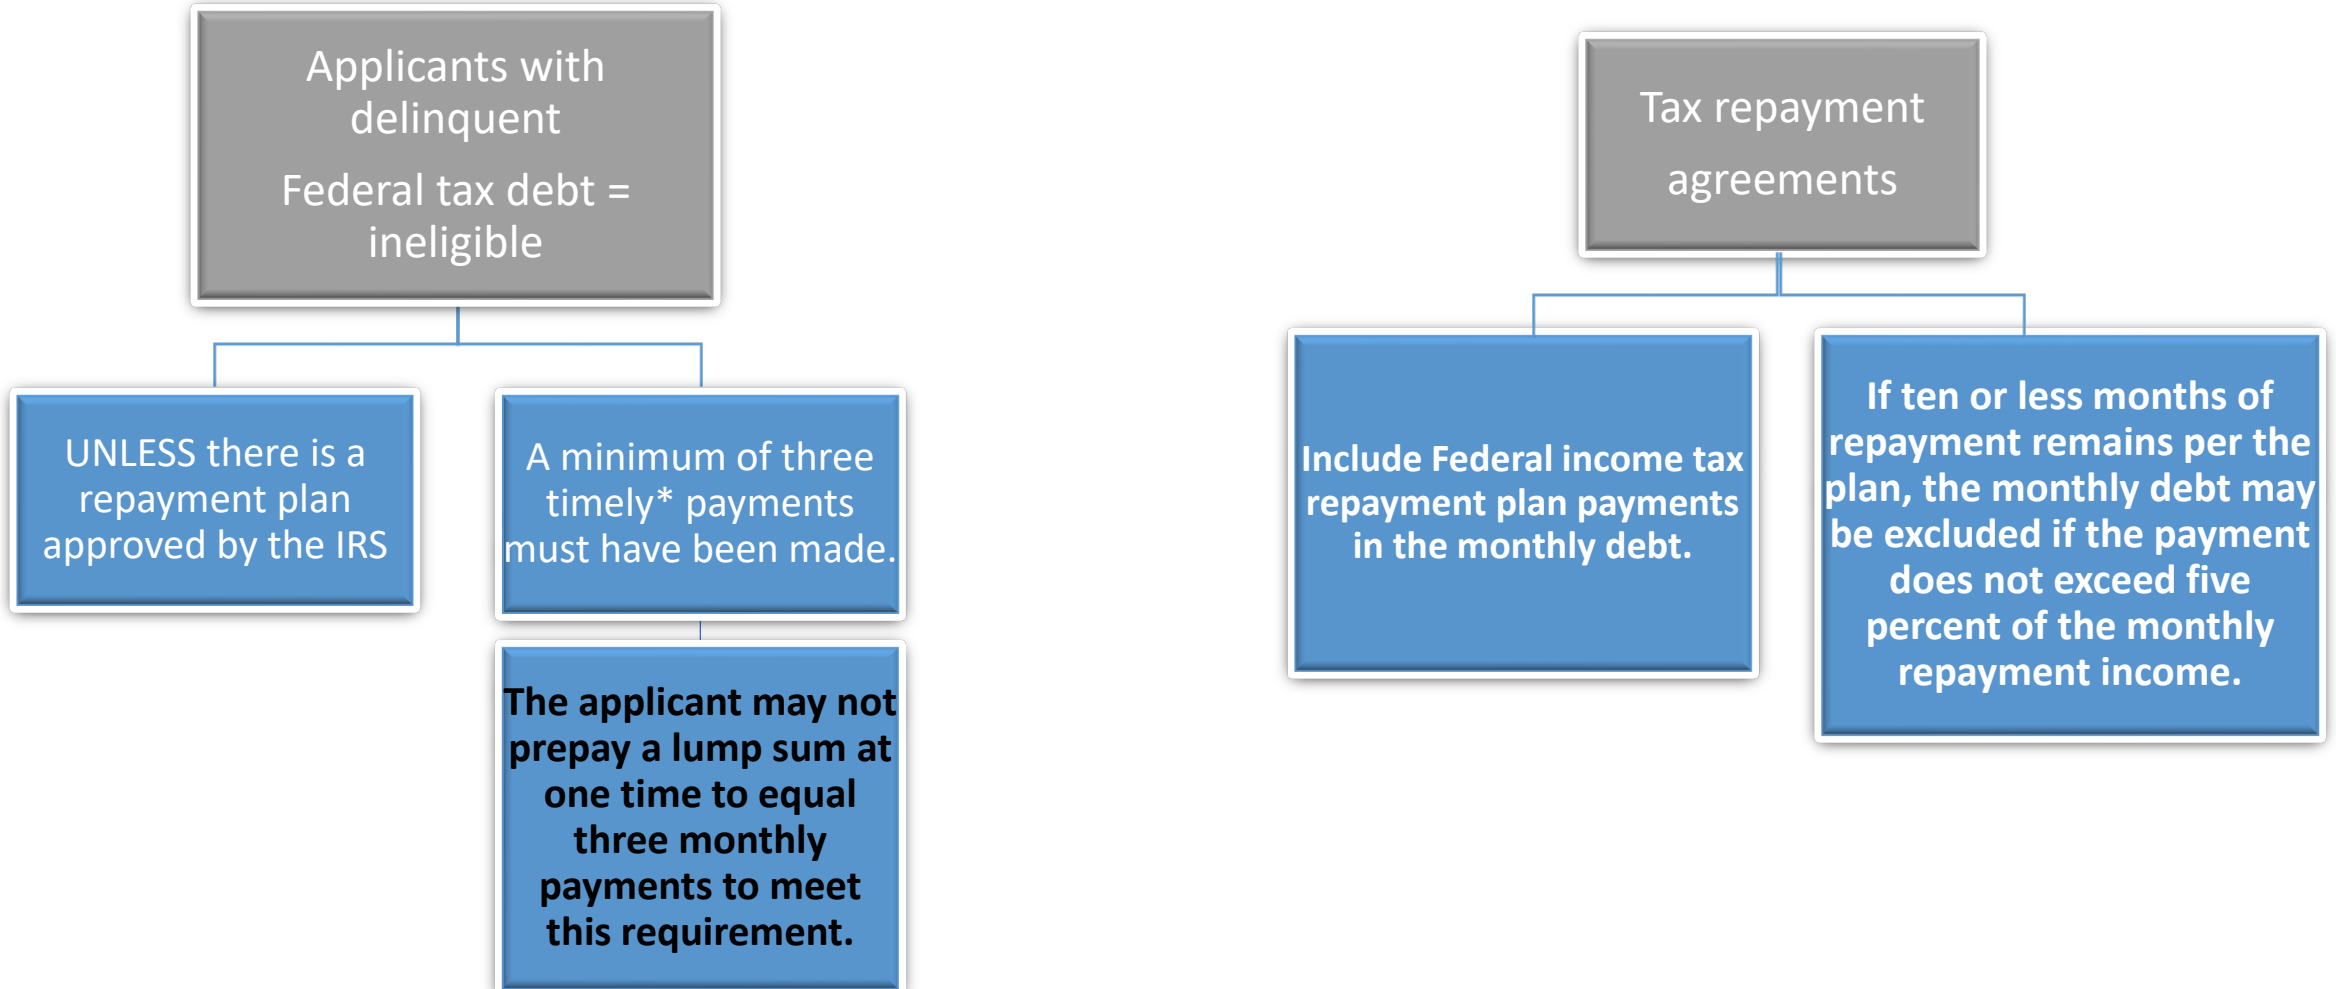 Applicants with
delinquent
Federal tax debt =
ineligible
UNLESS there is a
repayment plan
approved by the IRS
A minimum of three
timely* payments
must have been made.
The applicant may not
prepay a lump sum at
one time to equal
three monthly
payments to meet
this requirement.
Tax repayment
agreements
Include Federal income tax
repayment plan payments
in the monthly debt.
If ten or less months of
repayment remains per the
plan, the monthly debt may
be excluded if the payment
does not exceed five
percent of the monthly
repayment income.